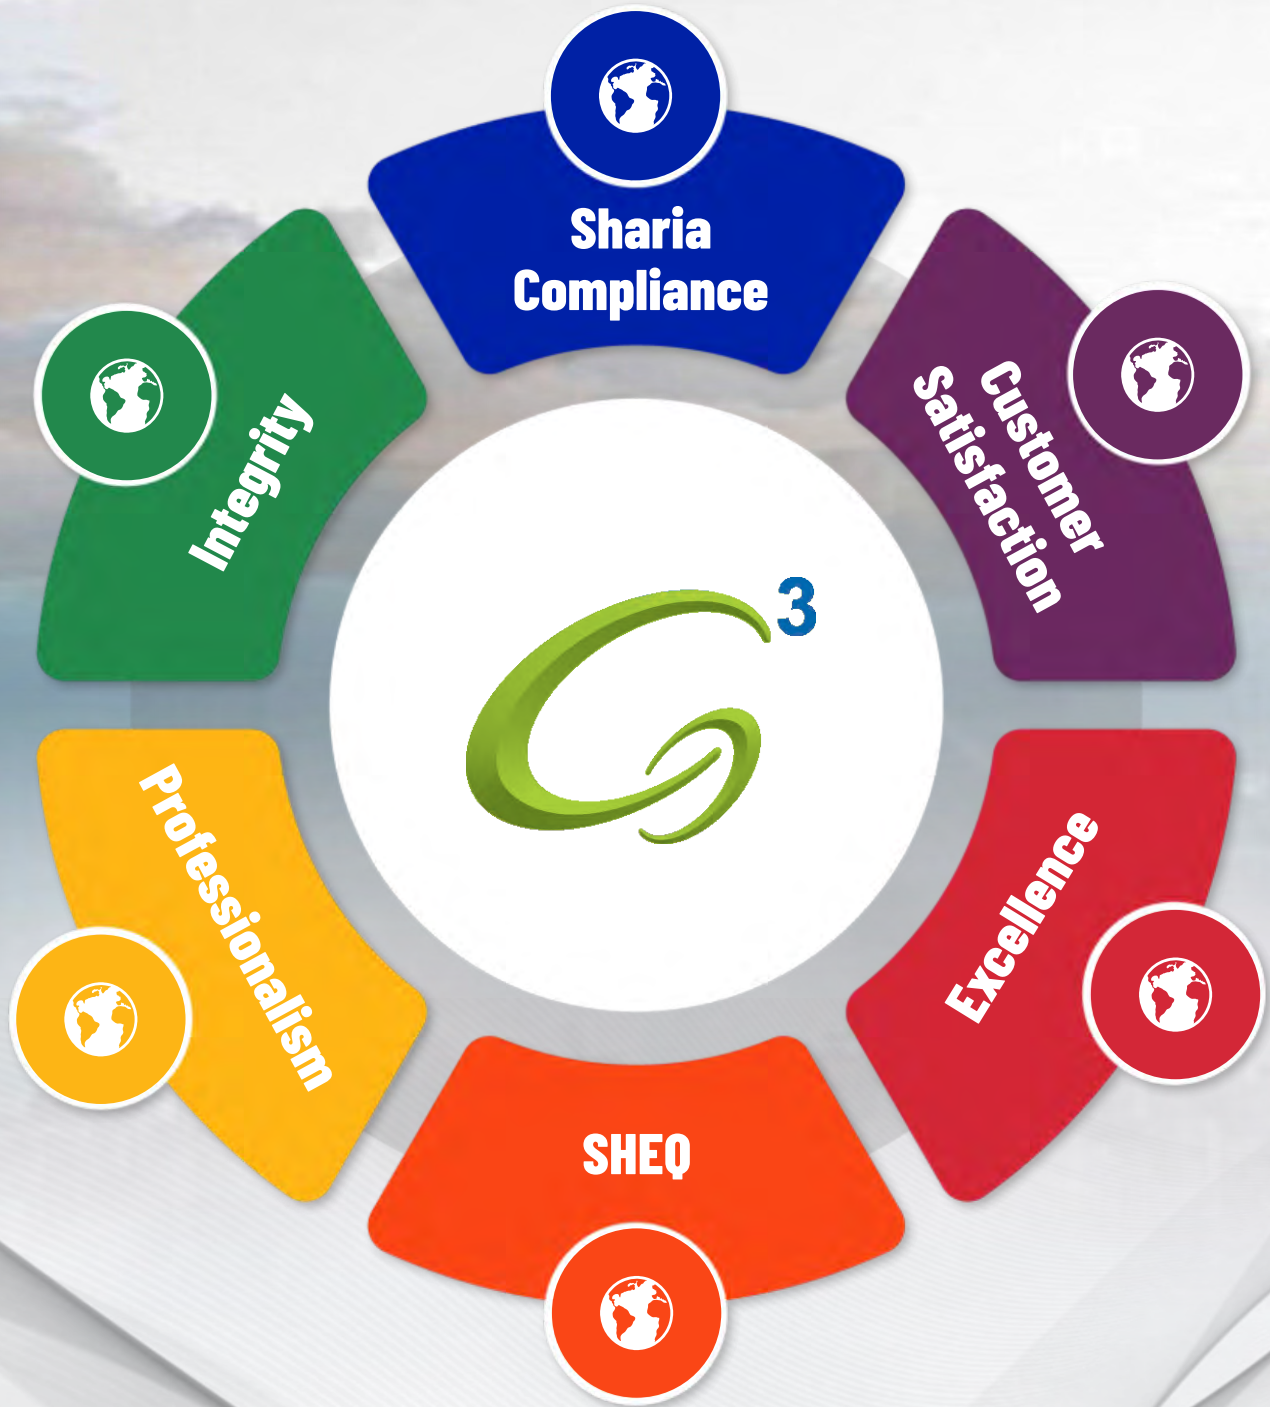 Sharia
Compliance
Customer
Satisfaction
Excellence
SHEQ
Professionalism
Integrity
G3